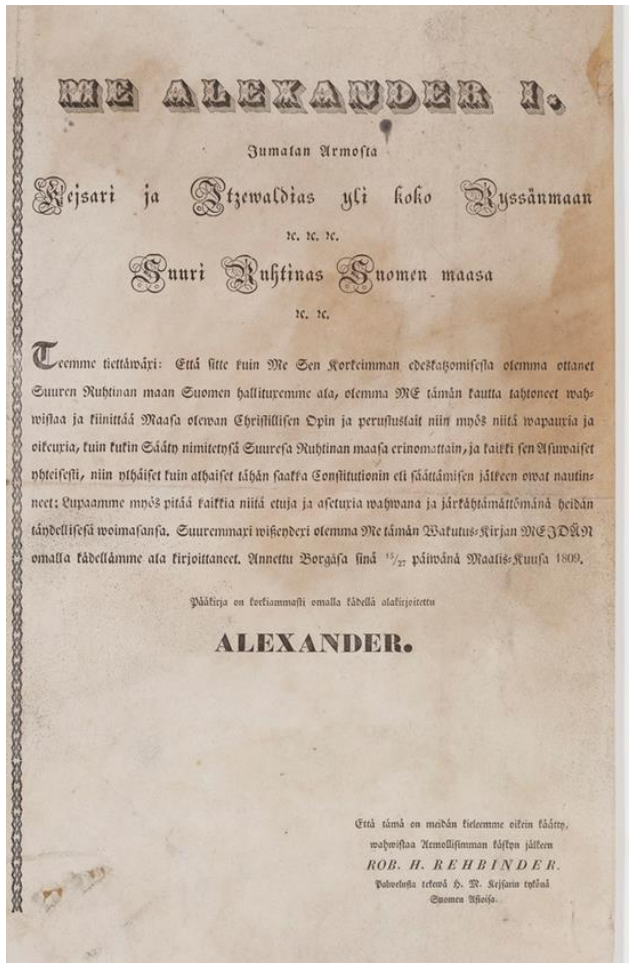 ME ALEXANDER I.
Jumalan Armosta
Kejsari ja Itzewaldias yli koko Ryssänmaan
ꝛc. ꝛc. ꝛc.
Suuri Ruhtinas Suomen maasa
ꝛc. ꝛc.
Teemme tiettäwäxi: Että sitte kuin Me Sen Korkeimman edeskatzomisesta olemma ottanet
Suuren Ruhtinan maan Suomen hallituxemme ala, olemma ME tämän kautta tahtoneet wah-
wistaa ja kiinittää Maasa olewan Christillisen Opin ja perustuslait niin myös niitä wapauxia ja
oikeuxia, kuin kukin Sääty nimitetysä Suuresa Ruhtinan maasa erinomattain, ja kaikki sen Asuwaiset
yhteisesti, niin ylhäiset kuin alhaiset tähän saakka Constitutionin eli säättämisen jälkeen owat nautin-
neet: Lupaamme myös pitää kaikkia niitä etuja ja asetuxia wahwana ja järkähtämättömänä heidän
täydellisesä woimasansa. Suuremmaxi wißeydexi olemma Me tämän Wakutus-Kirjan MEJDÄN
omalla kädellämme ala kirjoittaneet. Annettu Borgåsa sinä 15/27 päiwänä Maalis-Kuusa 1809.
Pääkirja on korkiammasti omalla kädellä alakirjoitettu
ALEXANDER.
Että tämä on meidän kieleemme oikein käätty,
wahwistaa Armollisimman käskyn jälkeen
ROB. H. REHBINDER.
Palwelusta tekewä H. M. Kejsarin tykönä
Suomen Asioisa.